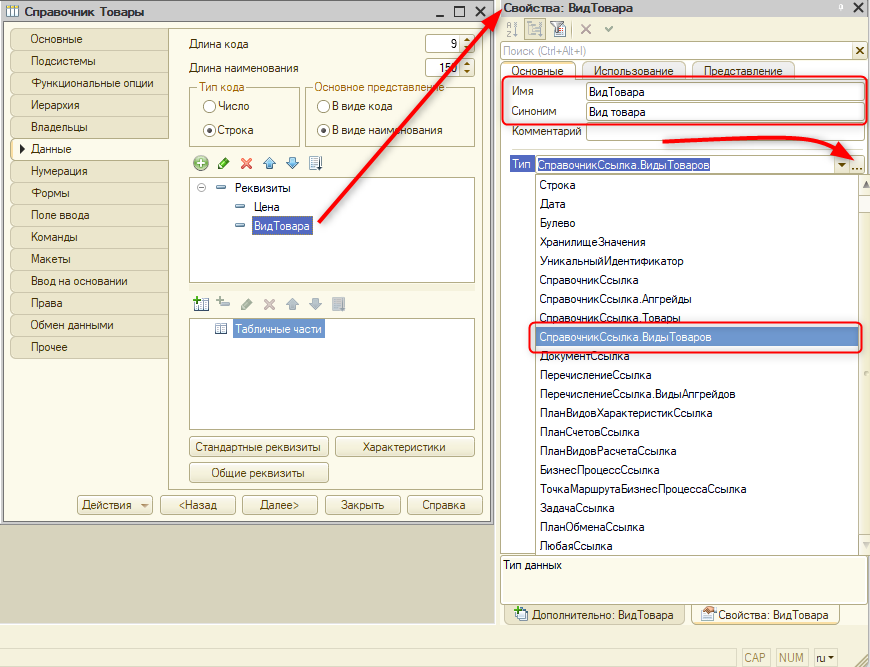 Справочник Товары
Основные
Подсистемы
Функциональные опции
Иерархия
Владельцы
Данные
Нумерация
Формы
Поле ввода
Команды
Макеты
Ввод на основании
Права
Обмен данными
Прочее
Длина кода
9
Длина наименования
150
Тип кода
Число
Строка
Основное представление
В виде кода
В виде наименования
Реквизиты
Цена
ВидТовара
Табличные части
Стандартные реквизиты
Характеристики
Общие реквизиты
Действия
<Назад
Далее>
Закрыть
Справка
Свойства: ВидТовара
Поиск (Ctrl+Alt+I)
Основные
Использование
Представление
Имя
ВидТовара
Синоним
Вид товара
Комментарий
Тип
СправочникСсылка.ВидыТоваров
...
Строка
Дата
Булево
ХранилищеЗначения
УникальныйИдентификатор
СправочникСсылка
СправочникСсылка.Апгрейды
СправочникСсылка.Товары
СправочникСсылка.ВидыТоваров
ДокументСсылка
ПеречислениеСсылка
ПеречислениеСсылка.ВидыАпгрейдов
ПланВидовХарактеристикСсылка
ПланСчетовСсылка
ПланВидовРасчетаСсылка
БизнесПроцессСсылка
ТочкаМаршрутаБизнесПроцессаСсылка
ЗадачаСсылка
ПланОбменаСсылка
ЛюбаяСсылка
Тип данных
Дополнительно: ВидТовара
Свойства: ВидТовара
CAP
NUM
ru